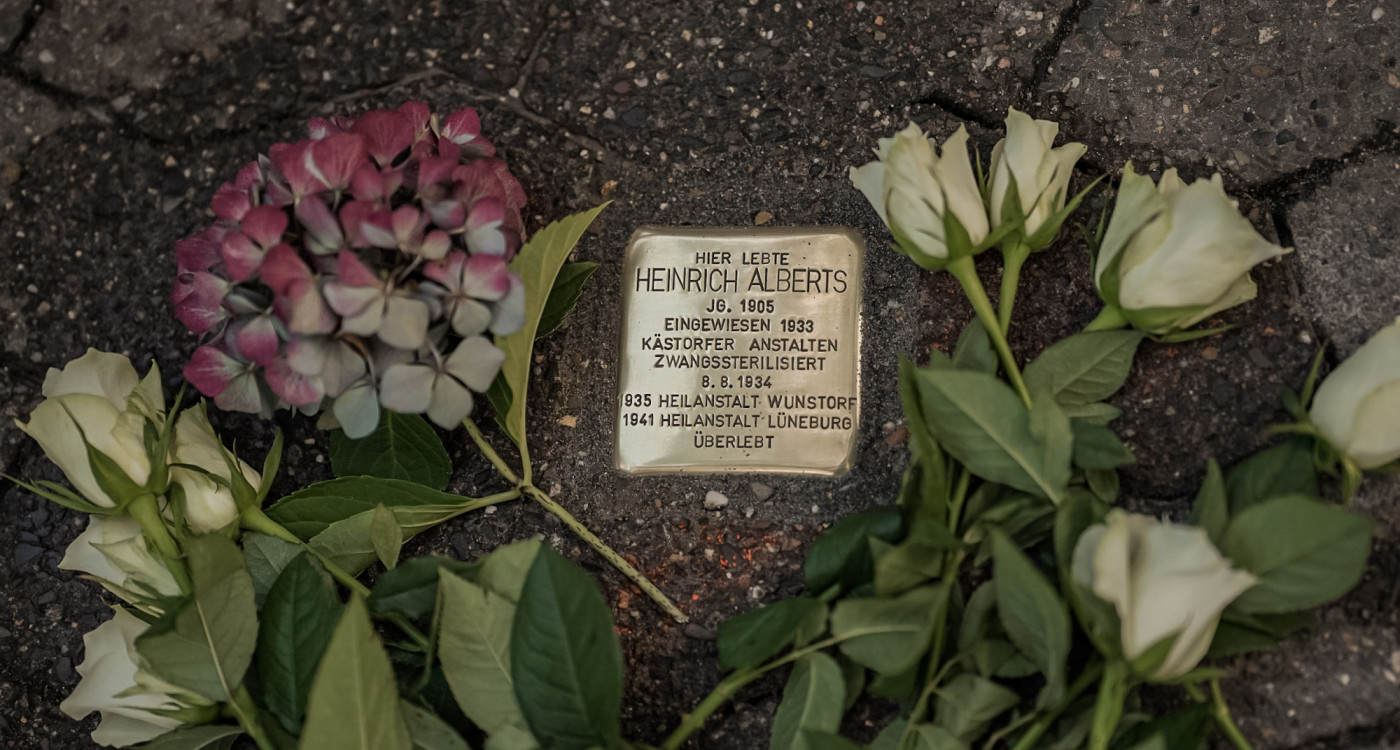 HIER LEBTE
HEINRICH ALBERTS
JG. 1905
EINGEWIESEN 1933
KÄSTORFER ANSTALTEN
ZWANGSSTERILISIERT
8.8.1934
1935 HEILANSTALT WUNSTORF
1941 HEILANSTALT LÜNEBURG
ÜBERLEBT